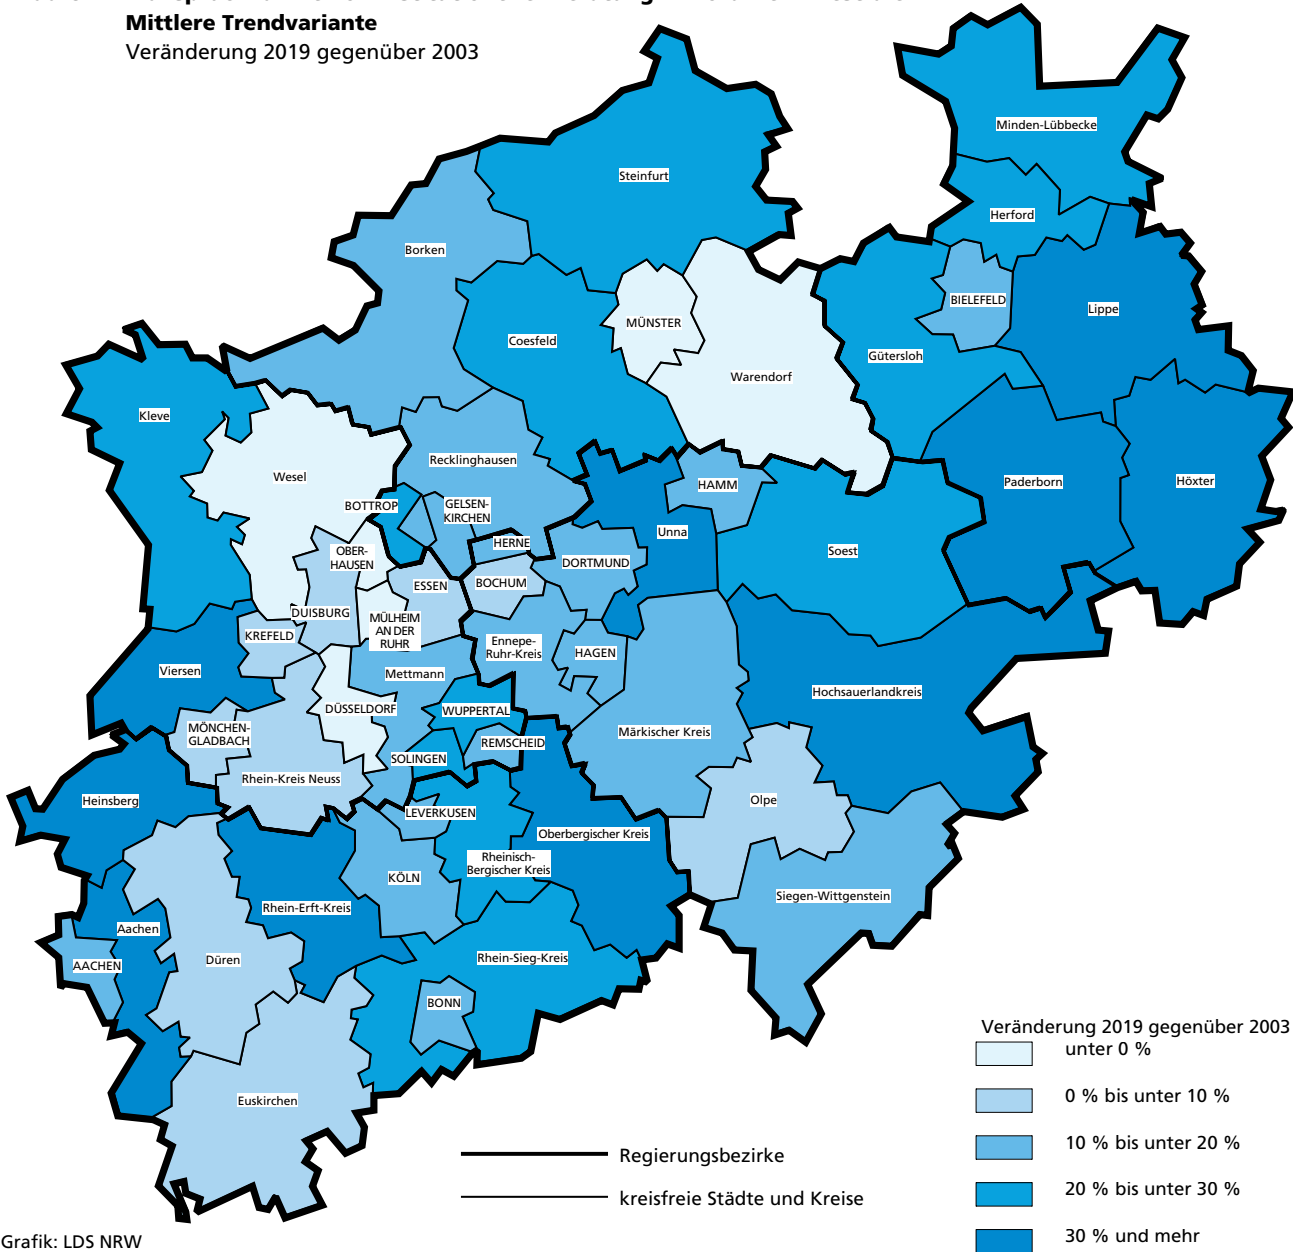 Mittlere Trendvariante
Veränderung 2019 gegenüber 2003
Minden-Lübbecke
Steinfurt
Herford
Borken
BIELEFELD
Lippe
MÜNSTER
Coesfeld
Gütersloh
Warendorf
Kleve
Recklinghausen
Wesel
HAMM
Paderborn
Höxter
BOTTROP
GELSEN-
KIRCHEN
Unna
HERNE
Soest
OBER-
HAUSEN
DORTMUND
ESSEN
BOCHUM
DUISBURG
MÜLHEIM
AN DER
RUHR
KREFELD
Ennepe-
Ruhr-Kreis
HAGEN
Viersen
Mettmann
Hochsauerlandkreis
DÜSSELDORF
WUPPERTAL
MÖNCHEN-
GLADBACH
Märkischer Kreis
REMSCHEID
SOLINGEN
Rhein-Kreis Neuss
Heinsberg
Olpe
LEVERKUSEN
Oberbergischer Kreis
Rheinisch-
Bergischer Kreis
KÖLN
Siegen-Wittgenstein
Rhein-Erft-Kreis
Aachen
Düren
Rhein-Sieg-Kreis
AACHEN
BONN
Euskirchen
Veränderung 2019 gegenüber 2003
unter 0 %
0 % bis unter 10 %
10 % bis unter 20 %
20 % bis unter 30 %
30 % und mehr
Regierungsbezirke
kreisfreie Städte und Kreise
Grafik: LDS NRW